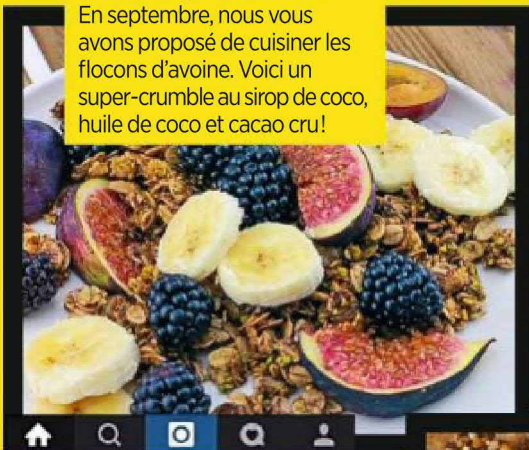 En septembre, nous vous
avons proposé de cuisiner les
flocons d'avoine. Voici un
super-crumble au sirop de coco,
huile de coco et cacao cru!